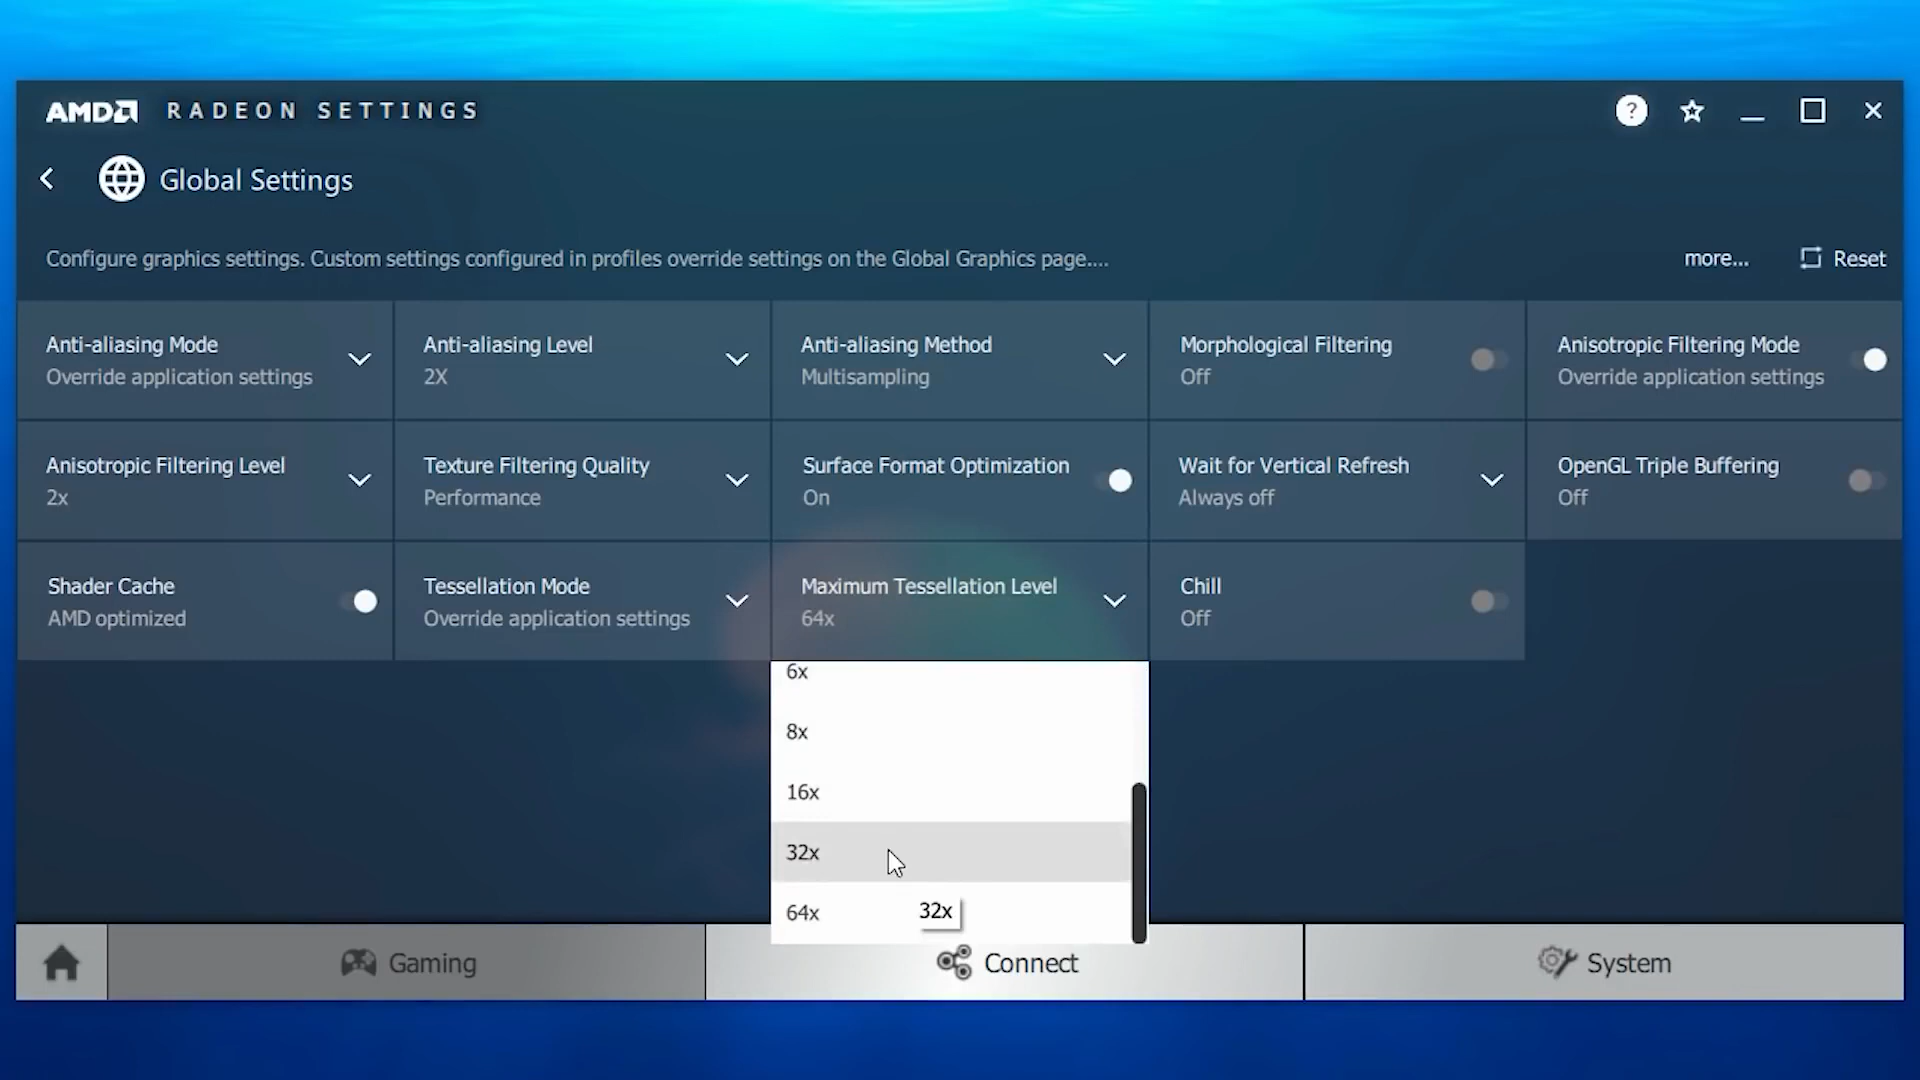 AMD RADEON SETTINGS
?
Global Settings
Configure graphics settings. Custom settings configured in profiles override settings on the Global Graphics page....
more...
Reset
Anti-aliasing Mode
Override application settings
Anti-aliasing Level
2X
Anti-aliasing Method
Multisampling
Morphological Filtering
Off
Anisotropic Filtering Mode
Override application settings
Anisotropic Filtering Level
2x
Texture Filtering Quality
Performance
Surface Format Optimization
On
Wait for Vertical Refresh
Always off
OpenGL Triple Buffering
Off
Shader Cache
AMD optimized
Tessellation Mode
Override application settings
Maximum Tessellation Level
64x
Chill
Off
6x
8x
16x
32x
64x
32x
Gaming
Connect
System